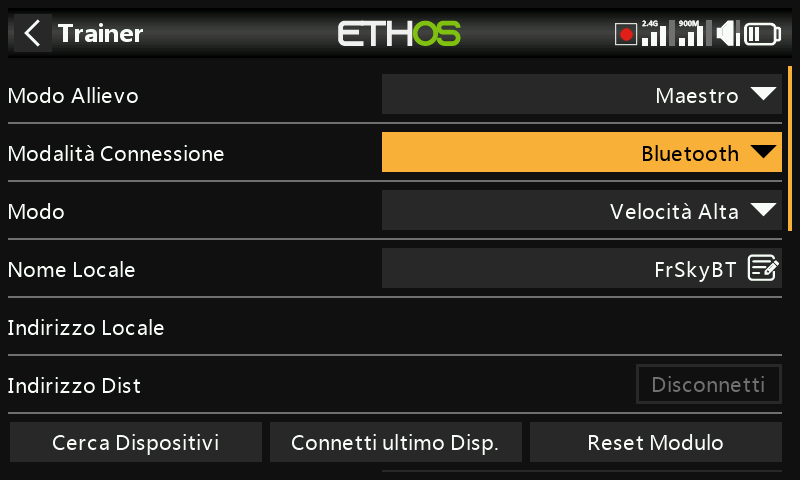 Trainer
ETHOS
2.4G 900M
Modo Allievo Maestro
Modalità Connessione Bluetooth
Modo Velocità Alta
Nome Locale FrSkyBT
Indirizzo Locale
Indirizzo Dist Disconnetti
Cerca Dispositivi Connetti ultimo Disp. Reset Modulo